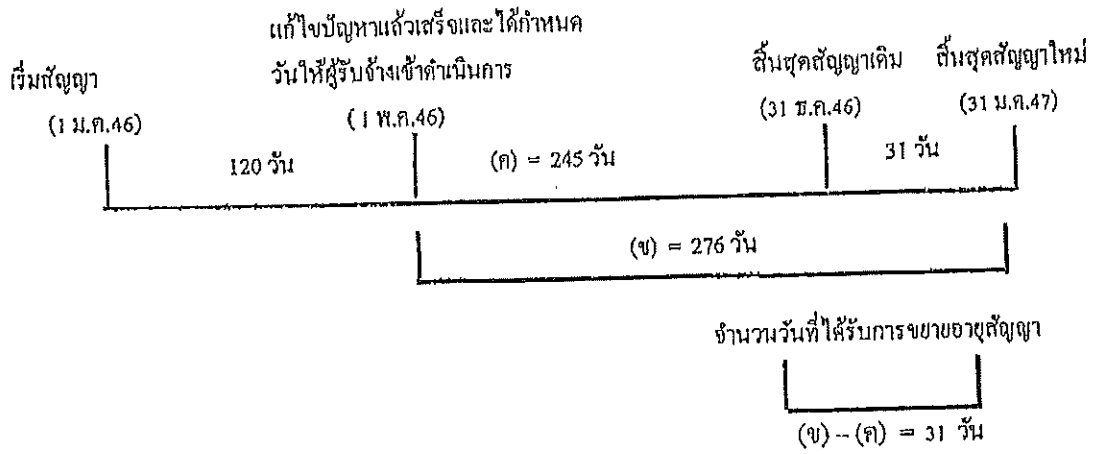 แก้ไขปัญหาแล้วเสร็จและได้กำหนด
วันให้ผู้รับจ้างเข้าดำเนินการ
เริ่มสัญญา
สิ้นสุดสัญญาเดิม
สิ้นสุดสัญญาใหม่
(1 ม.ค.46)
(1 พ.ค.46)
(31 ธ.ค.46)
(31 ม.ค.47)
120 วัน
(ค) = 245 วัน
31 วัน
(ข) = 276 วัน
จำนวนวันที่ได้รับการขยายอายุสัญญา
(ข) -- (ค) = 31 วัน